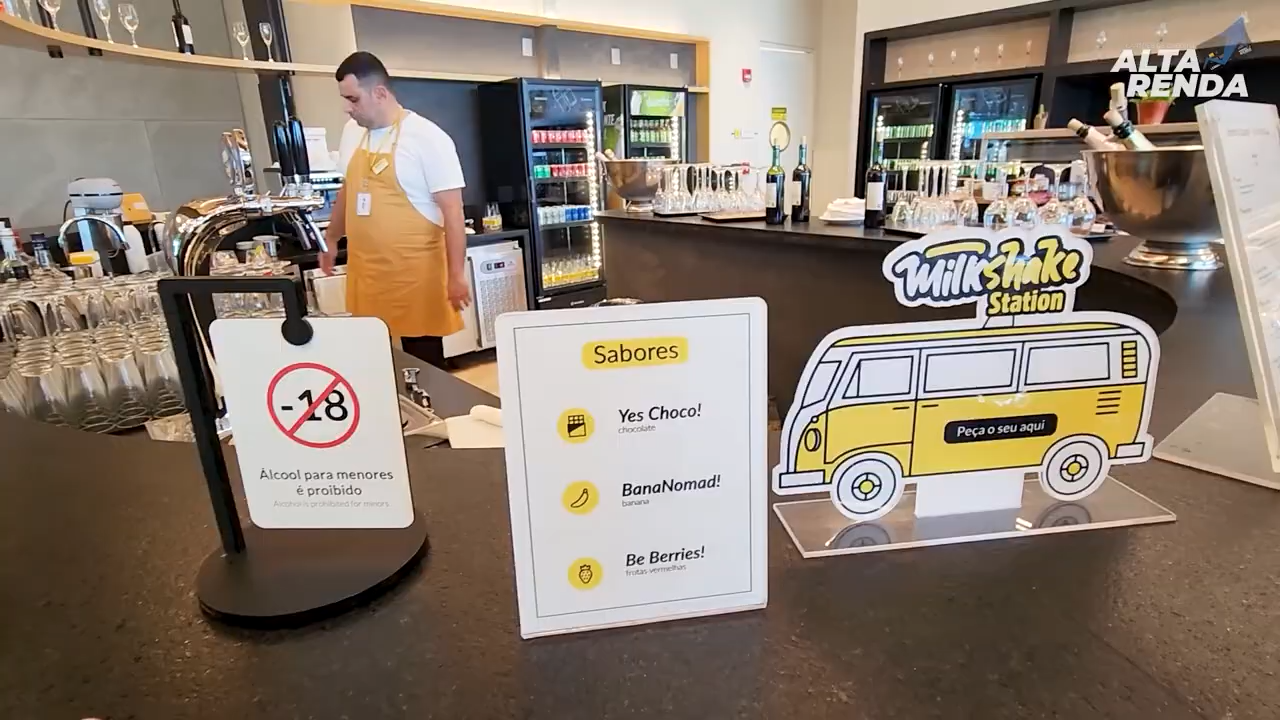 ALTA
RENDA
-18
Álcool para menores
é proibido
Alcohol is prohibited for minors
Sabores
Yes Choco!
chocolate
BanaNomad!
banana
Be Berries!
frutas vermelhas
Milkshake
Station
Peça o seu aqui